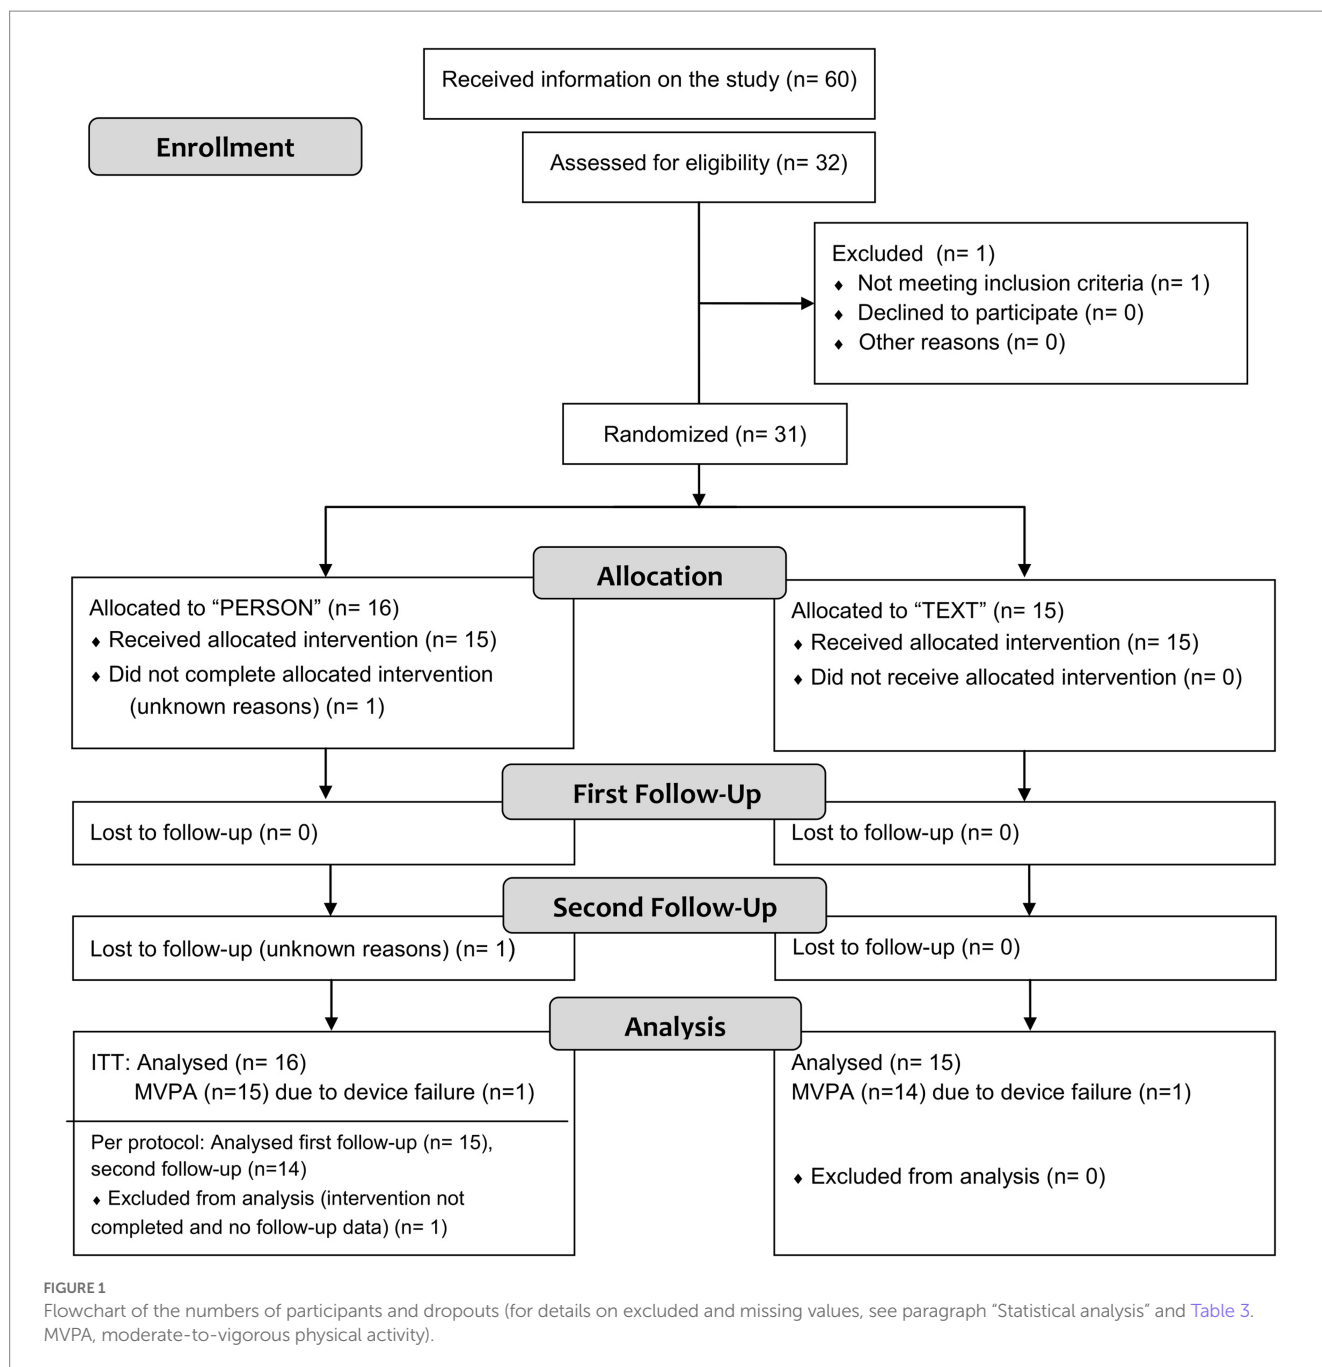 Received information on the study (n= 60)
Enrollment
Assessed for eligibility (n= 32)
Excluded  (n= 1)
♦ Not meeting inclusion criteria (n= 1)
♦ Declined to participate (n= 0)
♦ Other reasons (n= 0)
Randomized (n= 31)
Allocation
Allocated to “PERSON” (n= 16)
♦ Received allocated intervention (n= 15)
♦ Did not complete allocated intervention
(unknown reasons) (n= 1)
Allocated to “TEXT” (n= 15)
♦ Received allocated intervention (n= 15)
♦ Did not receive allocated intervention (n= 0)
First Follow-Up
Lost to follow-up (n= 0)
Lost to follow-up (n= 0)
Second Follow-Up
Lost to follow-up (unknown reasons) (n= 1)
Lost to follow-up (n= 0)
Analysis
ITT: Analysed (n= 16)
MVPA (n=15) due to device failure (n=1)
Per protocol: Analysed first follow-up (n= 15),
second follow-up (n=14)
♦ Excluded from analysis (intervention not
completed and no follow-up data) (n= 1)
Analysed (n= 15)
MVPA (n=14) due to device failure (n=1)
♦ Excluded from analysis (n= 0)
FIGURE 1
Flowchart of the numbers of participants and dropouts (for details on excluded and missing values, see paragraph “Statistical analysis” and Table 3.
MVPA, moderate-to-vigorous physical activity).